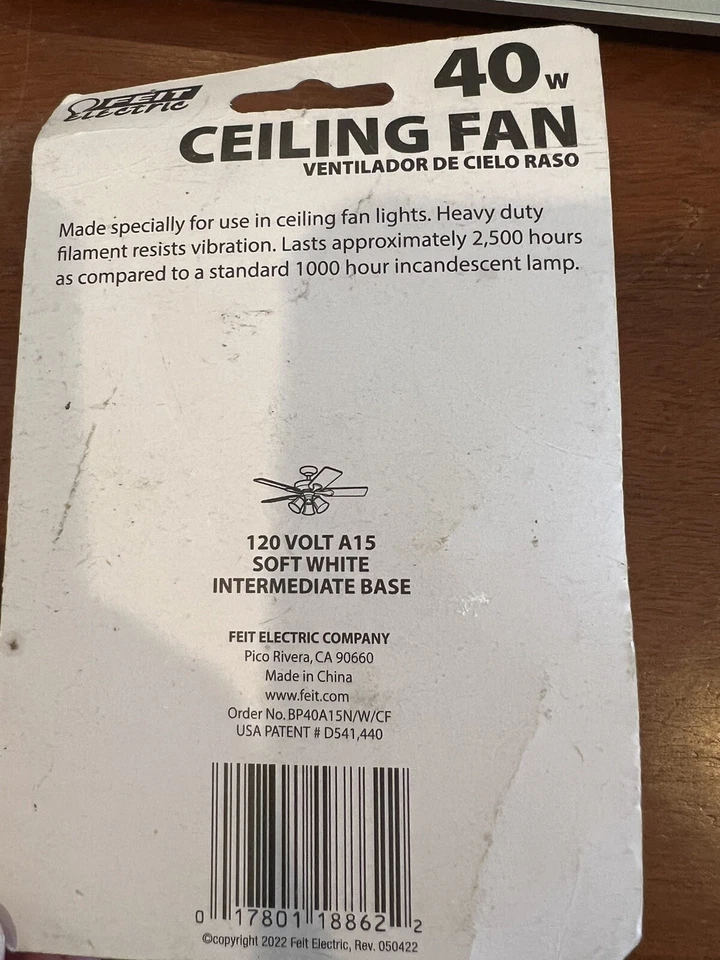 FEIT
electric
40 W
CEILING FAN
VENTILADOR DE CIELO RASO
Made specially for use in ceiling fan lights. Heavy duty
filament resists vibration. Lasts approximately 2,500 hours
as compared to a standard 1000 hour incandescent lamp.
120 VOLT A15
SOFT WHITE
INTERMEDIATE BASE
FEIT ELECTRIC COMPANY
Pico Rivera, CA 90660
Made in China
www.feit.com
Order No. BP40A15N/W/CF
USA PATENT # D541,440
0 17801 18862 2
©copyright 2022 Feit Electric, Rev. 050422